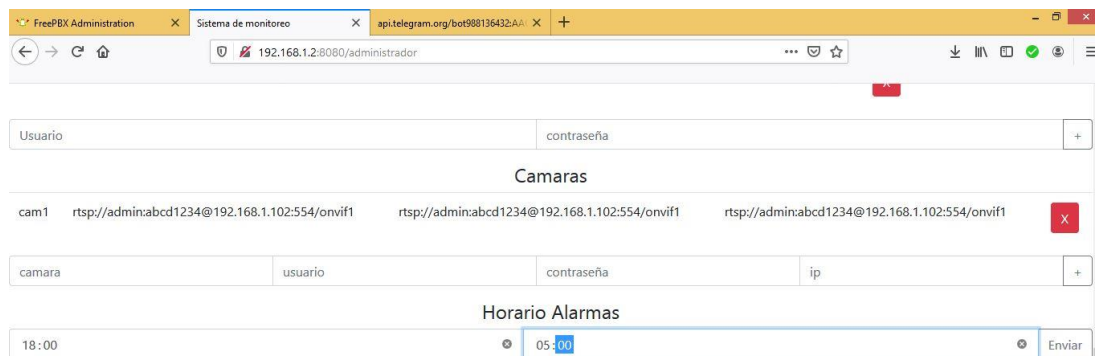 FreePBX Administration Sistema de monitoreo api.telegram.org/bot988136432:AA
192.168.1.2:8080/administrador
X
Usuario contraseña +
Camaras
cam1 rtsp://admin:abcd1234@192.168.1.102:554/onvif1 rtsp://admin:abcd1234@192.168.1.102:554/onvif1 rtsp://admin:abcd1234@192.168.1.102:554/onvif1 X
camara usuario contraseña ip +
Horario Alarmas
18:00 05:00 Enviar